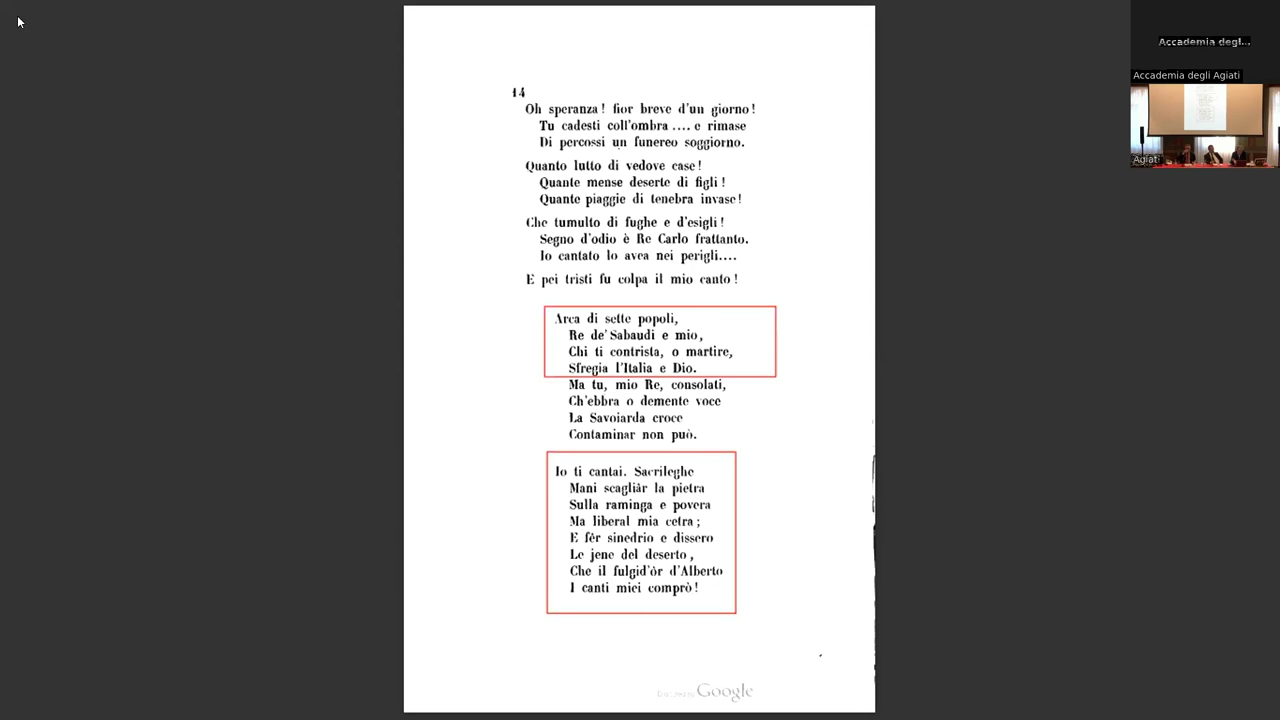 14
Oh speranza! fior breve d'un giorno!
Tu cadesti coll'ombra .... e rimase
Di percossi un funereo soggiorno.
Quanto lutto di vedove case!
Quante mense deserte di figli!
Quante piaggie di tenebra invase!
Che tumulto di fughe e d'esigli!
Segno d'odio è Re Carlo frattanto.
Io cantato lo avea nei perigli....
E pei tristi fu colpa il mio canto!
Arca di sette popoli,
Re de' Sabaudi e mio,
Chi ti contrista, o martire,
Sfregia l'Italia e Dio.
Ma tu, mio Re, consolati,
Ch'ebbra o demente voce
La Savoiarda croce
Contaminar non può.
Io ti cantai. Sacrileghe
Mani scagliàr la pietra
Sulla raminga e povera
Ma liberal mia cetra;
E fêr sinedrio e dissero
Le jene del deserto,
Che il fulgid'òr d'Alberto
I canti miei comprò!
Digitized by Google
Accademia degl...
Accademia degli Agiati
Agiati